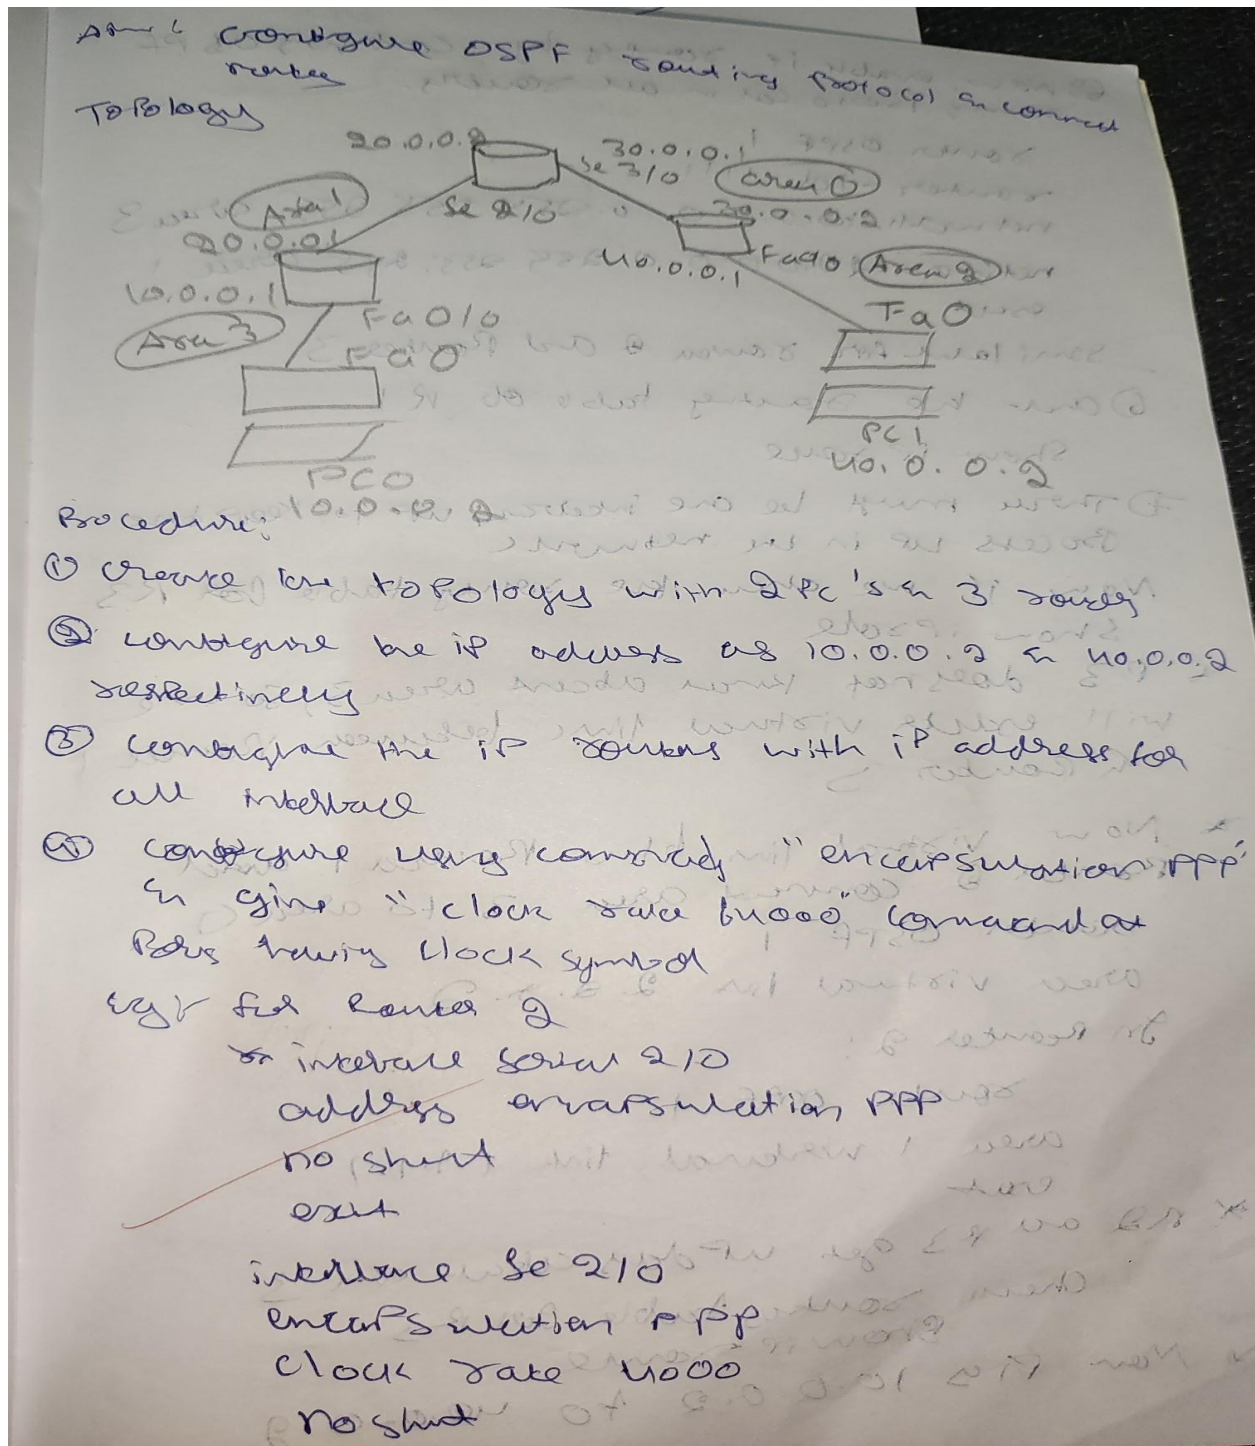 Aim: Configure OSPF routing Protocol & connect
Topology
20.0.0.2
30.0.0.1
Se 3/0
area 0
Area 1
Se 2/0
30.0.0.2
20.0.01
Fa0/0
Area 2
40.0.0.1
10.0.0.1
Fa0/0
Fa0
Area 3
Fa0
PC1
40.0.0.2
PC0
10.0.0.2
Procedure:
① Create the topology with 2 Pc's & 3 routers
② configure the iP address as 10.0.0.2 & 40.0.0.2
respectively
③ configure the iP routers with iP address for
all interface
④ configure using commands "encapsulation PPP"
& give "clock rate 64000" command at
Ports having clock symbol
Eg:- for Router 2
interface serial 2/0
address encapsulation PPP
no shut
exit
interface Se 2/0
encapsulation PPP
clock rate 4000
no shut